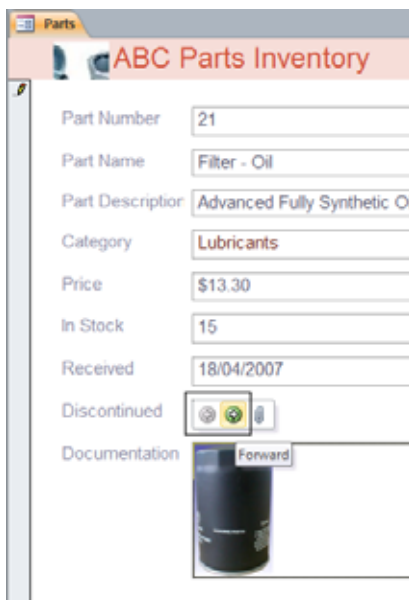 Parts
ABC Parts Inventory
Part Number 21
Part Name Filter - Oil
Part Description Advanced Fully Synthetic
Category Lubricants
Price $13.30
In Stock 15
Received 18/04/2007
Discontinued
Documentation Forward